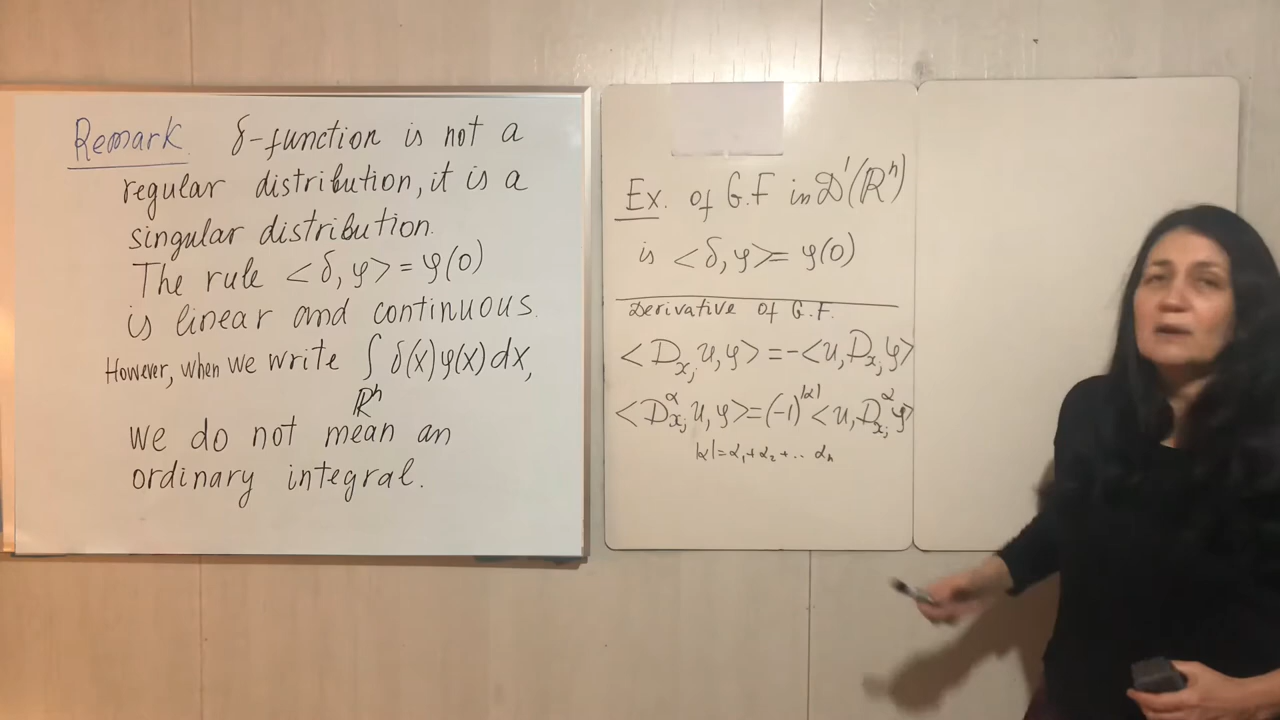 Remark. δ-function is not a
regular distribution, it is a
singular distribution.
The rule <δ, φ> = φ(0)
is linear and continuous.
However, when we write ∫ δ(x)φ(x)dx,
ℝⁿ
we do not mean an
ordinary integral.
Ex. of G.F in D'(ℝⁿ)
is <δ, φ> = φ(0)
Derivative of G.F.
<D_{x_j} u, φ> = -<u, D_{x_j} φ>
<D^α_{x_j} u, φ> = (-1)^{|α|} <u, D^α_{x_j} φ>
|α| = α₁ + α₂ + .. αₙ